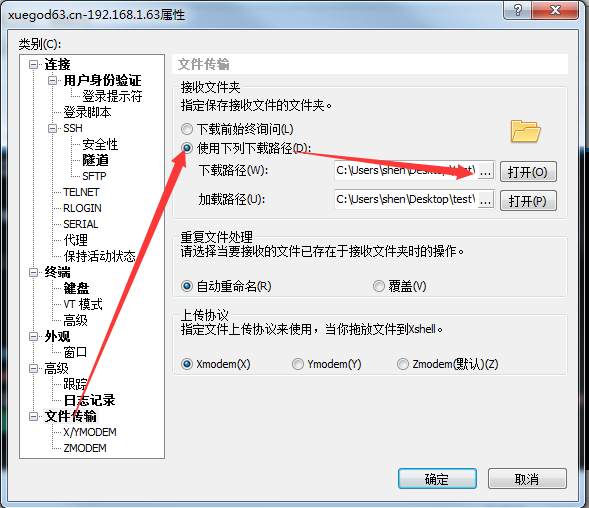 xuegod63.cn-192.168.1.63属性
类别(C):
连接
用户身份验证
登录提示符
登录脚本
SSH
安全性
隧道
SFTP
TELNET
RLOGIN
SERIAL
代理
保持活动状态
终端
键盘
VT 模式
高级
外观
窗口
高级
跟踪
日志记录
文件传输
X/YMODEM
ZMODEM
文件传输
接收文件夹
指定保存接收文件的文件夹。
下载前始终询问(L)
使用下列下载路径(D):
下载路径(W): C:\Users\shen\Desktop\test\ ... 打开(O)
加载路径(U): C:\Users\shen\Desktop\test\ ... 打开(P)
重复文件处理
请选择当要接收的文件已存在于接收文件夹时的操作。
自动重命名(R) 覆盖(V)
上传协议
指定文件上传协议来使用，当你拖放文件到Xshell。
Xmodem(X) Ymodem(Y) Zmodem(默认)(Z)
确定 取消